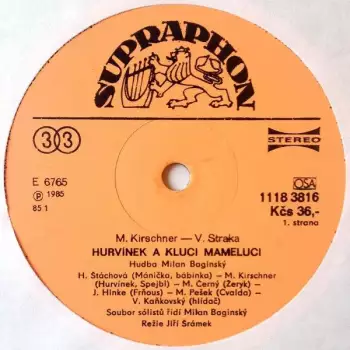 SUPRAPHON
33
STEREO
E 6765
℗ 1985
85 1
OSA
1118 3816
Kčs 36,-
1. strana
M. Kirschner — V. Straka
HURVÍNEK A KLUCI MAMELUCI
Hudba Milan Baginský
H. Štáchová (Mánička, bábinka) — M. Kirschner
(Hurvínek, Spejbl) — M. Černý (Žeryk) —
J. Hinke (Frňous) — M. Pešek (Cvalda) —
V. Kaňkovský (hlídač)
Soubor sólistů řídí Milan Baginský
Režie Jiří Šrámek